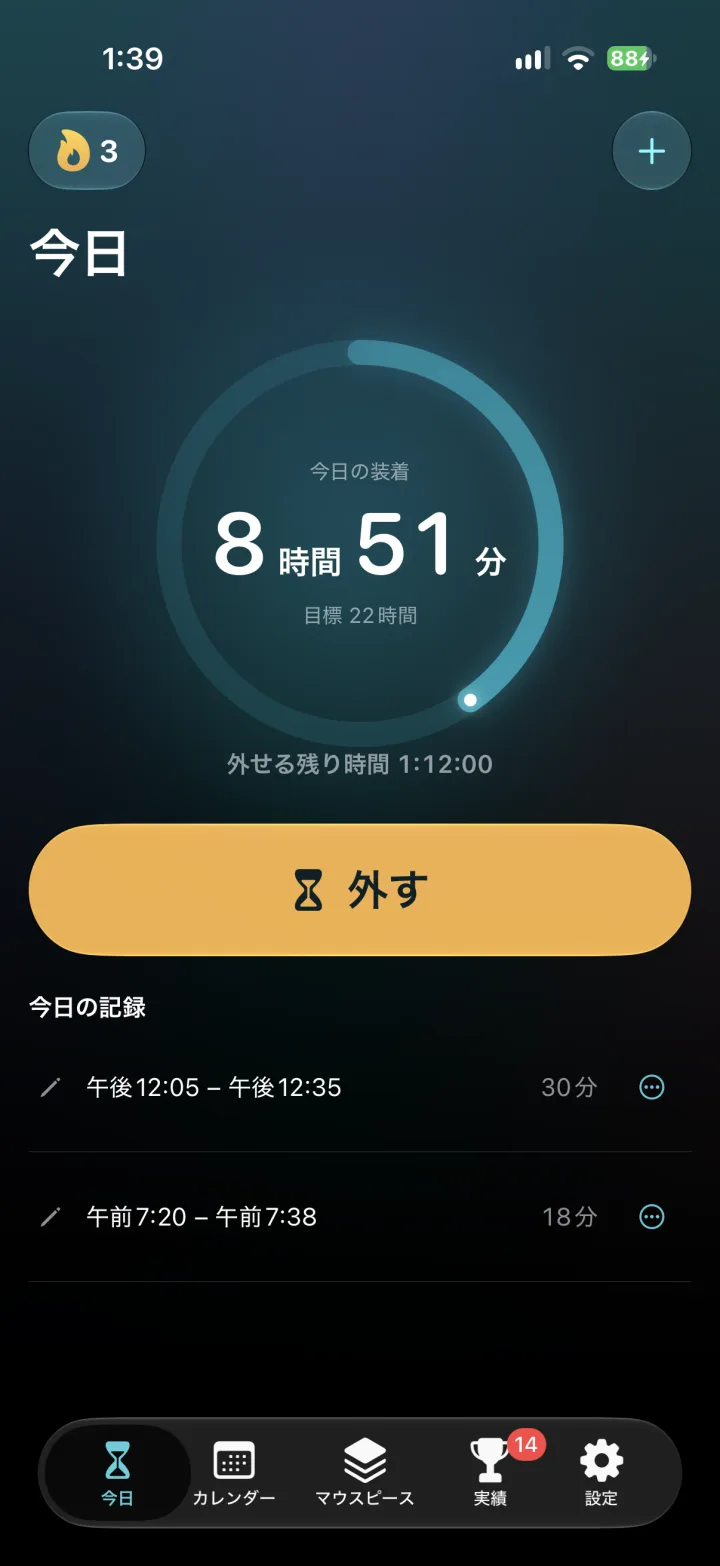 1:39
88
3
今日
今日の装着
8時間51分
目標 22時間
外せる残り時間 1:12:00
外す
今日の記録
午後12:05 – 午後12:35 30分
午前7:20 – 午前7:38 18分
14
今日 カレンダー マウスピース 実績 設定